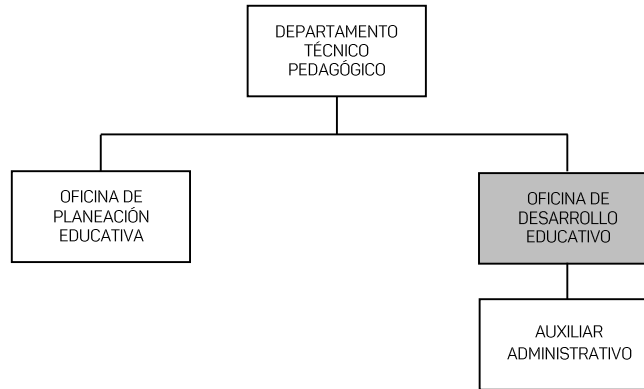 DEPARTAMENTO
TÉCNICO
PEDAGÓGICO
OFICINA DE
PLANEACIÓN
EDUCATIVA
OFICINA DE
DESARROLLO
EDUCATIVO
AUXILIAR
ADMINISTRATIVO